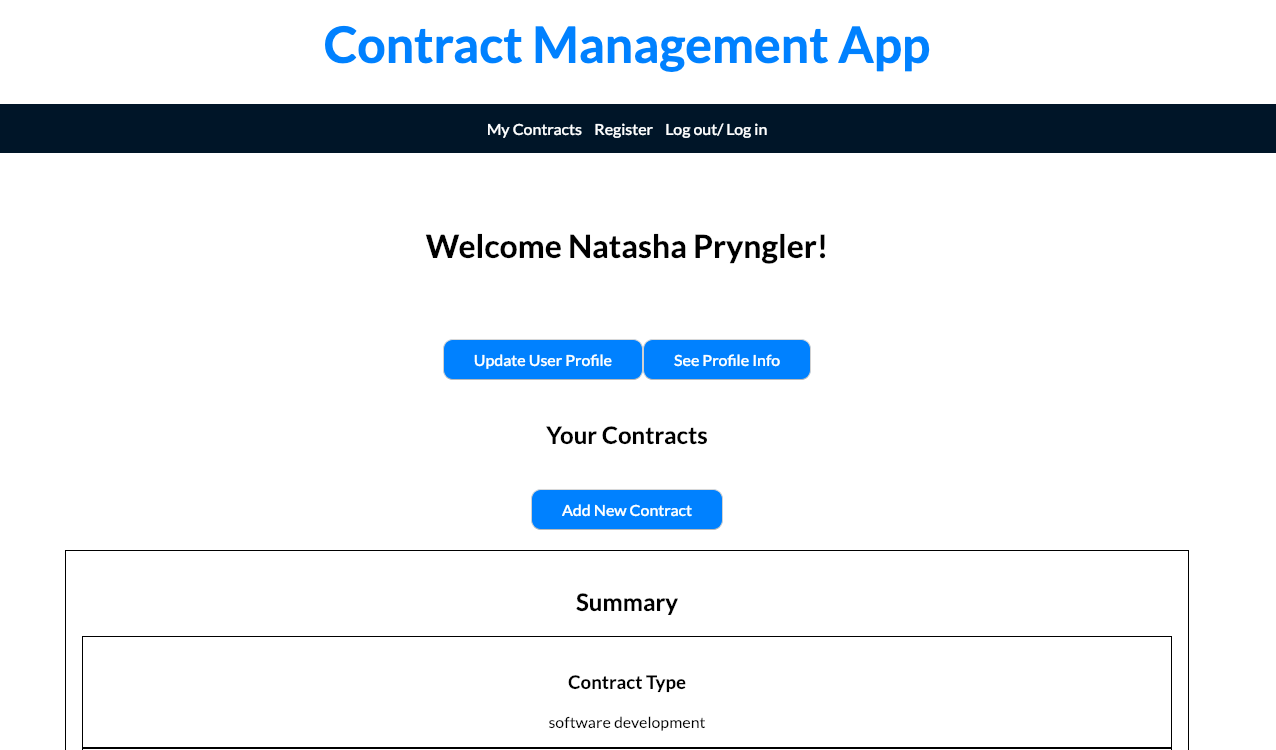 Contract Management App
My Contracts Register Log out/ Log in
Welcome Natasha Pryngler!
Update User Profile See Profile Info
Your Contracts
Add New Contract
Summary
Contract Type
software development